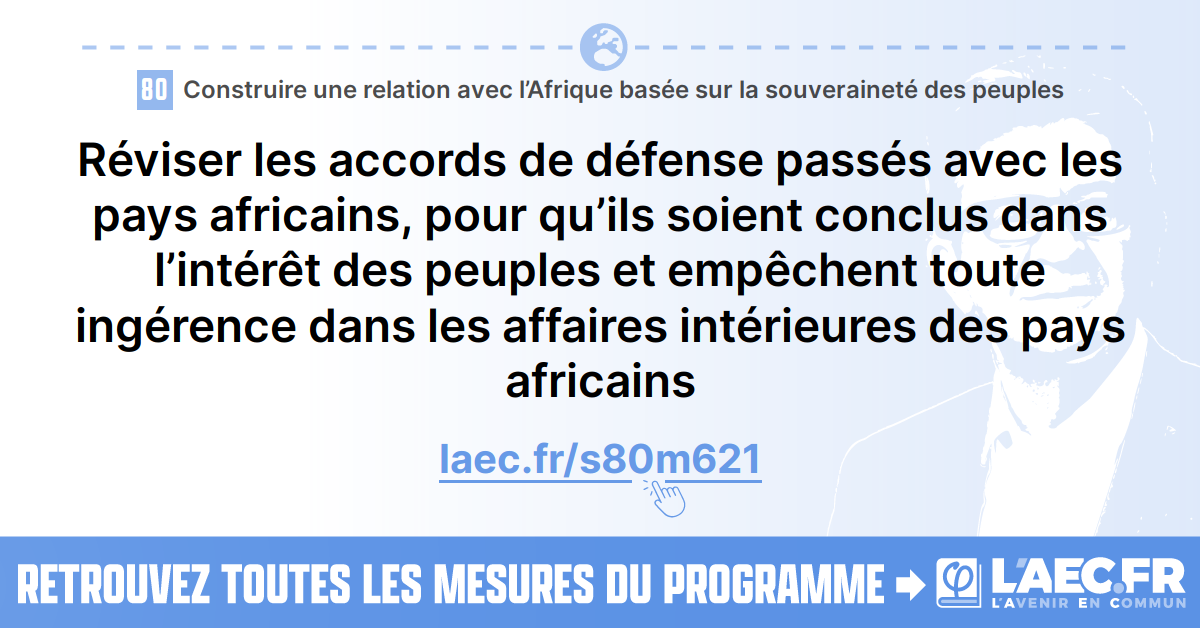 80 Construire une relation avec l’Afrique basée sur la souveraineté des peuples
Réviser les accords de défense passés avec les
pays africains, pour qu’ils soient conclus dans
l’intérêt des peuples et empêchent toute
ingérence dans les affaires intérieures des pays
africains
laec.fr/s80m621
RETROUVEZ TOUTES LES MESURES DU PROGRAMME
φ L'AEC.FR
L'AVENIR EN COMMUN